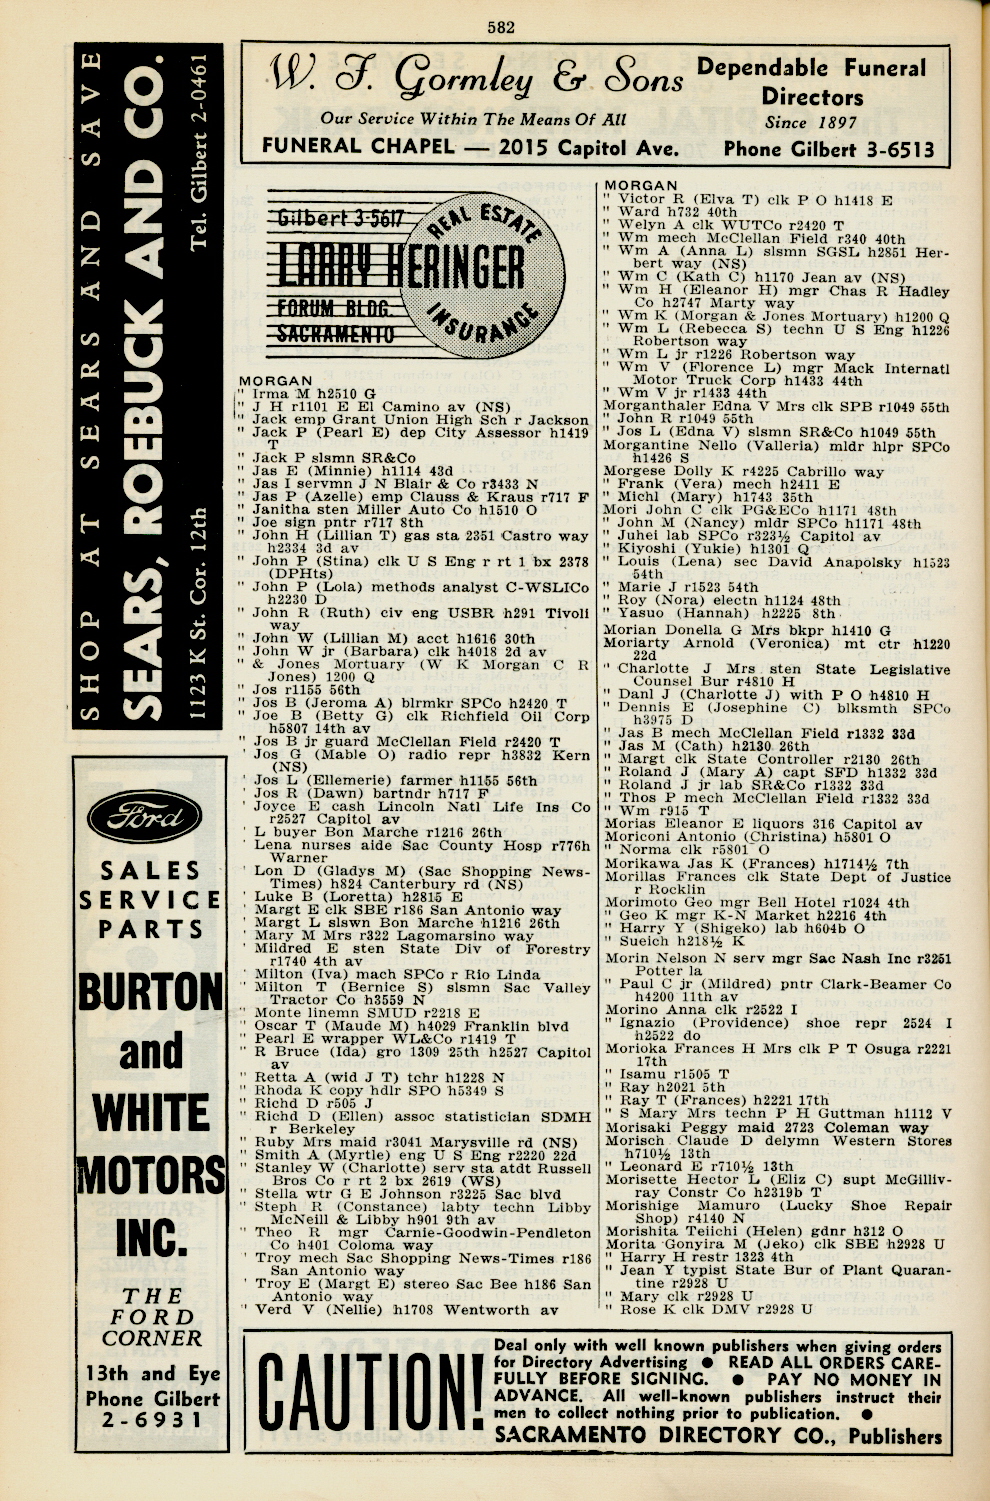 582
SHOP AT SEARS AND SAVE
SEARS, ROEBUCK AND CO.
1123 K St. Cor. 12th Tel. Gilbert 2-0461
W. F. Gormley & Sons
Our Service Within The Means Of All
Dependable Funeral
Directors
Since 1897
FUNERAL CHAPEL — 2015 Capitol Ave. Phone Gilbert 3-6513
Gilbert 3-5617
LARRY HERINGER
FORUM BLDG.
SACRAMENTO
REAL ESTATE
INSURANCE
MORGAN
" Irma M h2510 G
" J H r1101 E El Camino av (NS)
" Jack emp Grant Union High Sch r Jackson
" Jack P (Pearl E) dep City Assessor h1419
T
" Jack P slsmn SR&Co
" Jas E (Minnie) h1114 43d
" Jas I servmn J N Blair & Co r3433 N
" Jas P (Azelle) emp Clauss & Kraus r717 F
" Janitha sten Miller Auto Co h1510 O
" Joe sign pntr r717 8th
" John H (Lillian T) gas sta 2351 Castro way
h2334 3d av
" John P (Stina) clk U S Eng r rt 1 bx 2378
(DPHts)
" John P (Lola) methods analyst C-WSLICo
h2230 D
" John R (Ruth) civ eng USBR h291 Tivoli
way
" John W (Lillian M) acct h1616 30th
" John W jr (Barbara) clk h4018 2d av
" & Jones Mortuary (W K Morgan C R
Jones) 1200 Q
" Jos r1155 56th
" Jos B (Jeroma A) blrmkr SPCo h2420 T
" Joe B (Betty G) clk Richfield Oil Corp
h5807 14th av
" Jos B jr guard McClellan Field r2420 T
" Jos G (Mable O) radio repr h3832 Kern
(NS)
' Jos L (Ellemerie) farmer h1155 56th
' Jos R (Dawn) bartndr h717 F
' Joyce E cash Lincoln Natl Life Ins Co
r2527 Capitol av
' L buyer Bon Marche r1216 26th
' Lena nurses aide Sac County Hosp r776h
Warner
' Lon D (Gladys M) (Sac Shopping News-
Times) h824 Canterbury rd (NS)
' Luke B (Loretta) h2815 E
' Margt E clk SBE r186 San Antonio way
' Margt L slswn Bon Marche h1216 26th
' Mary M Mrs r322 Lagomarsino way
' Mildred E sten State Div of Forestry
r1740 4th av
' Milton (Iva) mach SPCo r Rio Linda
' Milton T (Bernice S) slsmn Sac Valley
Tractor Co h3559 N
" Monte linemn SMUD r2218 E
" Oscar T (Maude M) h4029 Franklin blvd
" Pearl E wrapper WL&Co r1419 T
" R Bruce (Ida) gro 1309 25th h2527 Capitol
av
" Retta A (wid J T) tchr h1228 N
" Rhoda K copy hdlr SPO h5349 S
" Richd D r505 J
" Richd D (Ellen) assoc statistician SDMH
r Berkeley
" Ruby Mrs maid r3041 Marysville rd (NS)
" Smith A (Myrtle) eng U S Eng r2220 22d
" Stanley W (Charlotte) serv sta atdt Russell
Bros Co r rt 2 bx 2619 (WS)
" Stella wtr G E Johnson r3225 Sac blvd
" Steph R (Constance) labty techn Libby
McNeill & Libby h901 9th av
" Theo R mgr Carnie-Goodwin-Pendleton
Co h401 Coloma way
' Troy mech Sac Shopping News-Times r186
San Antonio way
' Troy E (Margt E) stereo Sac Bee h186 San
Antonio way
" Verd V (Nellie) h1708 Wentworth av
MORGAN
" Victor R (Elva T) clk P O h1418 E
" Ward h732 40th
" Welyn A clk WUTCo r2420 T
" Wm mech McClellan Field r340 40th
" Wm A (Anna L) slsmn SGSL h2851 Her-
bert way (NS)
" Wm C (Kath C) h1170 Jean av (NS)
" Wm H (Eleanor H) mgr Chas R Hadley
Co h2747 Marty way
" Wm K (Morgan & Jones Mortuary) h1200 Q
" Wm L (Rebecca S) techn U S Eng h1226
Robertson way
" Wm L jr r1226 Robertson way
" Wm V (Florence L) mgr Mack Internatl
Motor Truck Corp h1433 44th
" Wm V jr r1433 44th
Morganthaler Edna V Mrs clk SPB r1049 55th
" John R r1049 55th
" Jos L (Edna V) slsmn SR&Co h1049 55th
Morgantine Nello (Valleria) mldr hlpr SPCo
h1426 S
Morgese Dolly K r4225 Cabrillo way
" Frank (Vera) mech h2411 E
" Michl (Mary) h1743 35th
Mori John C clk PG&ECo h1171 48th
" John M (Nancy) mldr SPCo h1171 48th
" Juhei lab SPCo r323½ Capitol av
" Kiyoshi (Yukie) h1301 Q
" Louis (Lena) sec David Anapolsky h1523
54th
" Marie J r1523 54th
" Roy (Nora) electn h1124 48th
" Yasuo (Hannah) h2225 8th
Morian Donella G Mrs bkpr h1410 G
Moriarty Arnold (Veronica) mt ctr h1220
22d
" Charlotte J Mrs sten State Legislative
Counsel Bur r4810 H
" Danl J (Charlotte J) with P O h4810 H
" Dennis E (Josephine C) blksmth SPCo
h3975 D
" Jas B mech McClellan Field r1332 33d
" Jas M (Cath) h2130 26th
" Margt clk State Controller r2130 26th
" Roland J (Mary A) capt SFD h1332 33d
" Roland J jr lab SR&Co r1332 33d
" Thos P mech McClellan Field r1332 33d
" Wm r915 T
Morias Eleanor E liquors 316 Capitol av
Moriconi Antonio (Christina) h5801 O
" Norma clk r5801 O
Morikawa Jas K (Frances) h1714½ 7th
Morillas Frances clk State Dept of Justice
r Rocklin
Morimoto Geo mgr Bell Hotel r1024 4th
" Geo K mgr K-N Market h2216 4th
" Harry Y (Shigeko) lab h604b O
" Sueich h218½ K
Morin Nelson N serv mgr Sac Nash Inc r3251
Potter la
" Paul C jr (Mildred) pntr Clark-Beamer Co
h4200 11th av
Morino Anna clk r2522 I
" Ignazio (Providence) shoe repr 2524 I
h2522 do
Morioka Frances H Mrs clk P T Osuga r2221
17th
" Isamu r1505 T
" Ray h2021 5th
" Ray T (Frances) h2221 17th
" S Mary Mrs techn P H Guttman h1112 V
Morisaki Peggy maid 2723 Coleman way
Morisch Claude D delymn Western Stores
h710½ 13th
" Leonard E r710½ 13th
Morisette Hector L (Eliz C) supt McGilliv-
ray Constr Co h2319b T
Morishige Mamuro (Lucky Shoe Repair
Shop) r4140 N
Morishita Teiichi (Helen) gdnr h312 O
Morita Gonyira M (Jeko) clk SBE h2928 U
" Harry H restr 1323 4th
" Jean Y typist State Bur of Plant Quaran-
tine r2928 U
" Mary clk r2928 U
" Rose K clk DMV r2928 U
Ford
SALES
SERVICE
PARTS
BURTON
and
WHITE
MOTORS
INC.
THE
FORD
CORNER
13th and Eye
Phone Gilbert
2-6931
CAUTION!
Deal only with well known publishers when giving orders
for Directory Advertising ● READ ALL ORDERS CARE-
FULLY BEFORE SIGNING. ● PAY NO MONEY IN
ADVANCE. All well-known publishers instruct their
men to collect nothing prior to publication. ●
SACRAMENTO DIRECTORY CO., Publishers